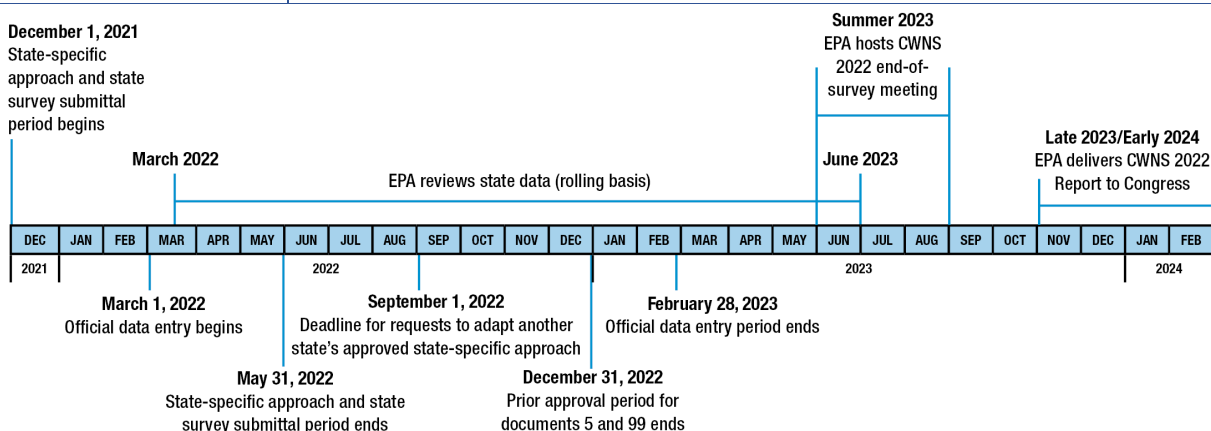 December 1, 2021
State-specific
approach and state
survey submittal
period begins
March 2022
EPA reviews state data (rolling basis)
Summer 2023
EPA hosts CWNS
2022 end-of-
survey meeting
June 2023
Late 2023/Early 2024
EPA delivers CWNS 2022
Report to Congress
DEC JAN FEB MAR APR MAY JUN JUL AUG SEP OCT NOV DEC JAN FEB MAR APR MAY JUN JUL AUG SEP OCT NOV DEC JAN FEB
2021 2022 2023 2024
March 1, 2022
Official data entry begins
May 31, 2022
State-specific approach and state
survey submittal period ends
September 1, 2022
Deadline for requests to adapt another
state's approved state-specific approach
December 31, 2022
Prior approval period for
documents 5 and 99 ends
February 28, 2023
Official data entry period ends